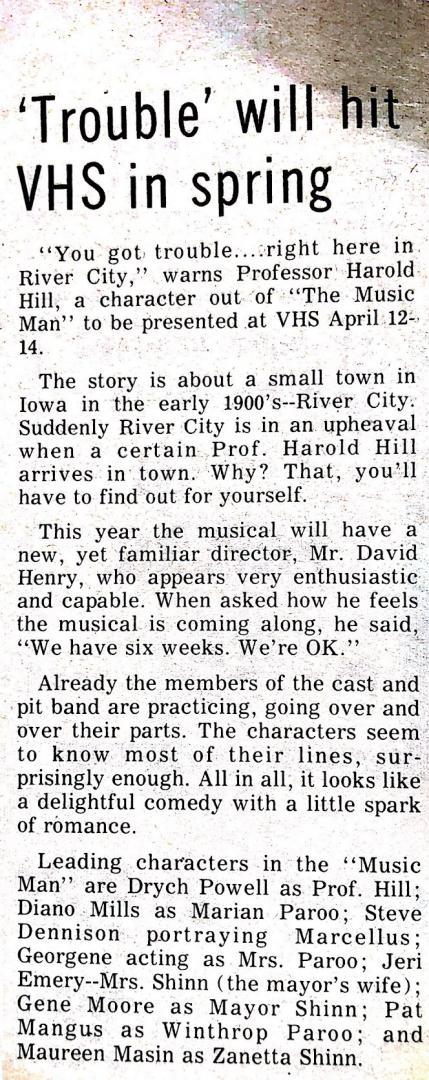 'Trouble' will hit
VHS in spring
"You got trouble....right here in
River City," warns Professor Harold
Hill, a character out of "The Music
Man" to be presented at VHS April 12-
14.
The story is about a small town in
Iowa in the early 1900's--River City.
Suddenly River City is in an upheaval
when a certain Prof. Harold Hill
arrives in town. Why? That, you'll
have to find out for yourself.
This year the musical will have a
new, yet familiar director, Mr. David
Henry, who appears very enthusiastic
and capable. When asked how he feels
the musical is coming along, he said,
"We have six weeks. We're OK."
Already the members of the cast and
pit band are practicing, going over and
over their parts. The characters seem
to know most of their lines, sur-
prisingly enough. All in all, it looks like
a delightful comedy with a little spark
of romance.
Leading characters in the "Music
Man" are Drych Powell as Prof. Hill;
Diano Mills as Marian Paroo; Steve
Dennison portraying Marcellus;
Georgene acting as Mrs. Paroo; Jeri
Emery--Mrs. Shinn (the mayor's wife);
Gene Moore as Mayor Shinn; Pat
Mangus as Winthrop Paroo; and
Maureen Masin as Zanetta Shinn.